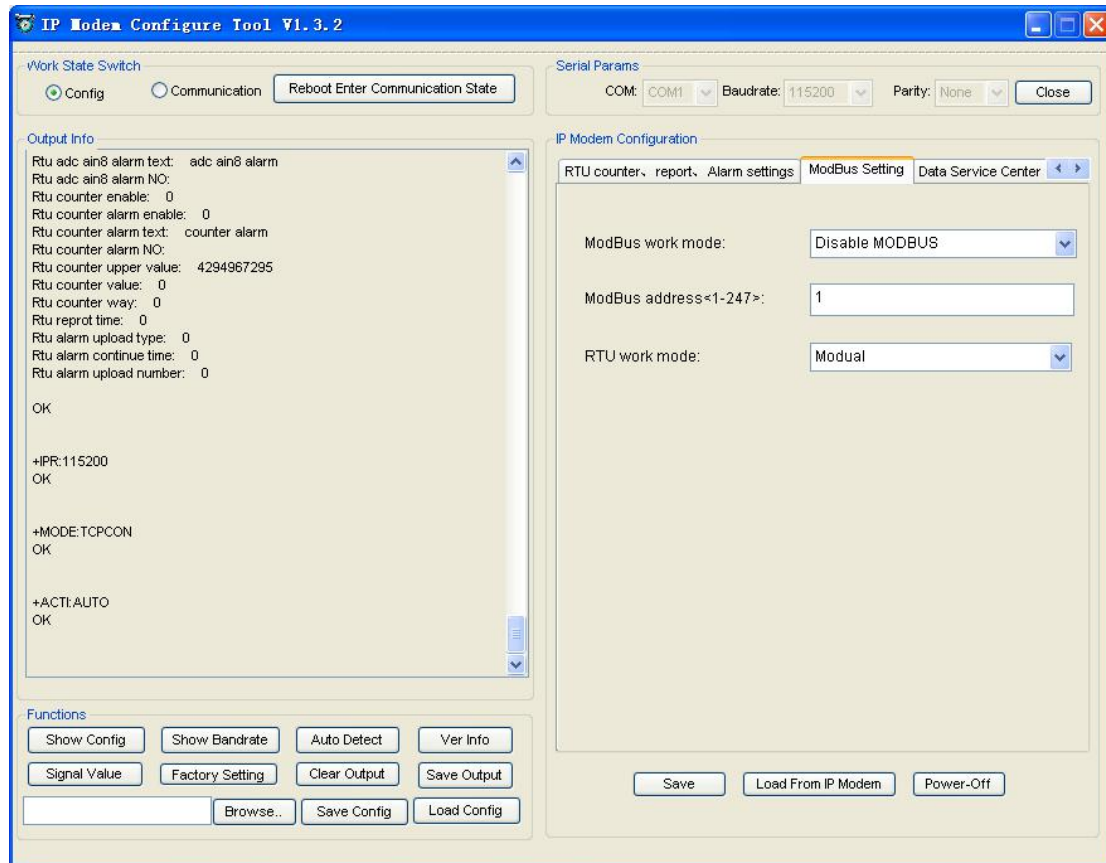 IP Modem Configure Tool V1.3.2
Work State Switch
Config
Communication
Reboot Enter Communication State
Serial Params
COM: COM1
Baudrate: 115200
Parity: None
Close
Output Info
Rtu adc ain8 alarm text: adc ain8 alarm
Rtu adc ain8 alarm NO:
Rtu counter enable: 0
Rtu counter alarm enable: 0
Rtu counter alarm text: counter alarm
Rtu counter alarm NO:
Rtu counter upper value: 4294967295
Rtu counter value: 0
Rtu counter way: 0
Rtu reprot time: 0
Rtu alarm upload type: 0
Rtu alarm continue time: 0
Rtu alarm upload number: 0
OK
+IPR:115200
OK
+MODE:TCPCON
OK
+ACTI:AUTO
OK
IP Modem Configuration
RTU counter、report、Alarm settings
ModBus Setting
Data Service Center
ModBus work mode: Disable MODBUS
ModBus address<1-247>: 1
RTU work mode: Modual
Functions
Show Config
Show Bandrate
Auto Detect
Ver Info
Signal Value
Factory Setting
Clear Output
Save Output
Browse..
Save Config
Load Config
Save
Load From IP Modem
Power-Off